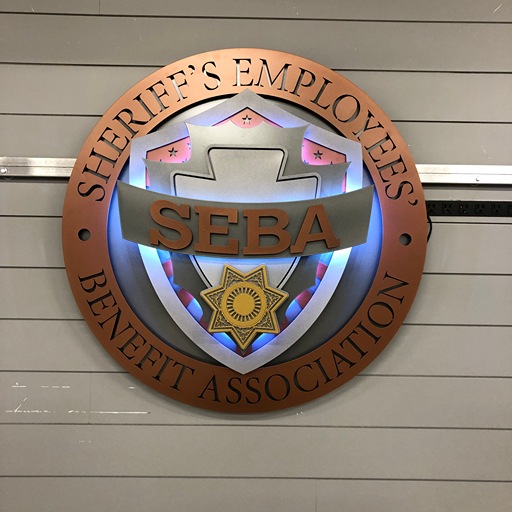 SHERIFF'S EMPLOYEES'
SEBA
BENEFIT ASSOCIATION